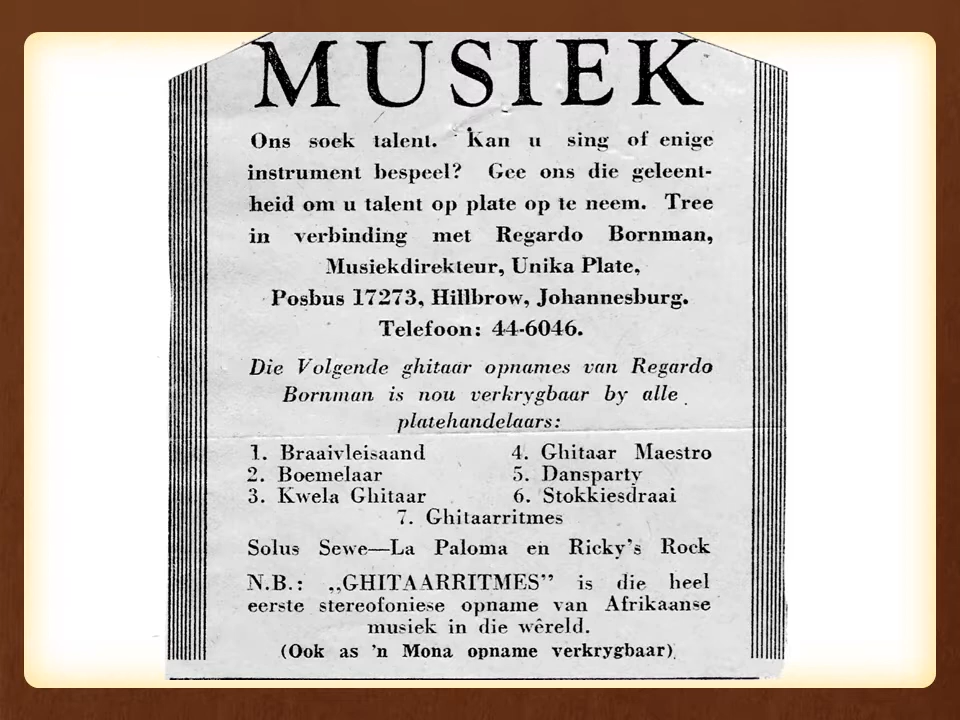 MUSIEK
Ons soek talent. Kan u sing of enige
instrument bespeel? Gee ons die geleent-
heid om u talent op plate op te neem. Tree
in verbinding met Regardo Bornman,
Musiekdirekteur, Unika Plate,
Posbus 17273, Hillbrow, Johannesburg.
Telefoon: 44-6046.
Die Volgende ghitaar opnames van Regardo
Bornman is nou verkrygbaar by alle
platehandelaars:
1. Braaivleisaand 4. Ghitaar Maestro
2. Boemelaar 5. Dansparty
3. Kwela Ghitaar 6. Stokkiesdraai
7. Ghitaarritmes
Solus Sewe—La Paloma en Ricky's Rock
N.B.: „GHITAARRITMES” is die heel
eerste stereofoniese opname van Afrikaanse
musiek in die wêreld.
(Ook as 'n Mona opname verkrygbaar)